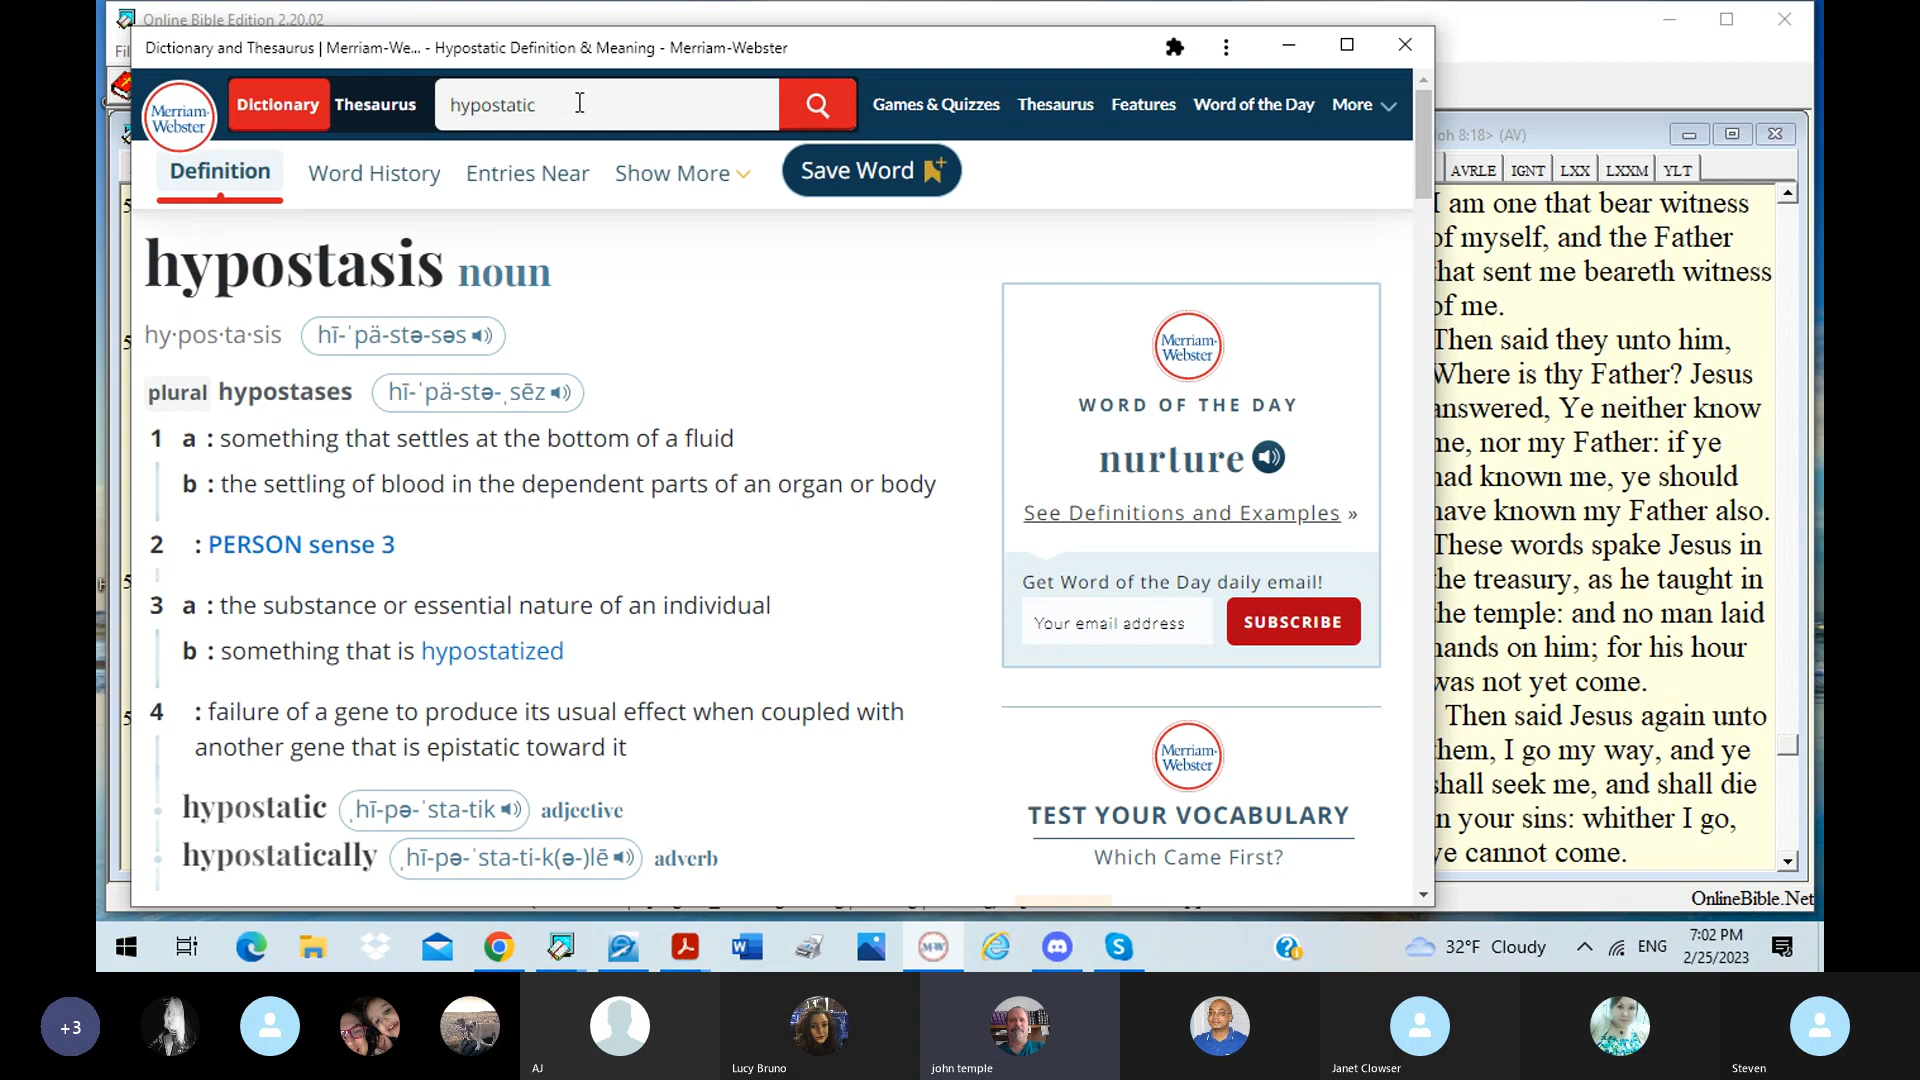 Online Bible Edition 2.20.02
Fil
Dictionary and Thesaurus | Merriam-We... - Hypostatic Definition & Meaning - Merriam-Webster
Merriam-
Webster
Dictionary
Thesaurus
hypostatic
Games & Quizzes
Thesaurus
Features
Word of the Day
More
Definition
Word History
Entries Near
Show More
Save Word
hypostasis noun
hy·pos·ta·sis
hī-ˈpä-stə-səs
plural hypostases
hī-ˈpä-stə-ˌsēz
1 a : something that settles at the bottom of a fluid
b : the settling of blood in the dependent parts of an organ or body
2 : PERSON sense 3
3 a : the substance or essential nature of an individual
b : something that is hypostatized
4 : failure of a gene to produce its usual effect when coupled with
another gene that is epistatic toward it
hypostatic ˌhī-pə-ˈsta-tik adjective
hypostatically ˌhī-pə-ˈsta-ti-k(ə-)lē adverb
Merriam-
Webster
WORD OF THE DAY
nurture
See Definitions and Examples »
Get Word of the Day daily email!
Your email address
SUBSCRIBE
Merriam-
Webster
TEST YOUR VOCABULARY
Which Came First?
oh 8:18> (AV)
AVRLE
IGNT
LXX
LXXM
YLT
I am one that bear witness
of myself, and the Father
that sent me beareth witness
of me.
Then said they unto him,
Where is thy Father? Jesus
answered, Ye neither know
me, nor my Father: if ye
had known me, ye should
have known my Father also.
These words spake Jesus in
the treasury, as he taught in
the temple: and no man laid
hands on him; for his hour
was not yet come.
Then said Jesus again unto
them, I go my way, and ye
shall seek me, and shall die
in your sins: whither I go,
ye cannot come.
OnlineBible.Net
32°F Cloudy
ENG
7:02 PM
2/25/2023
+3
AJ
Lucy Bruno
john temple
Janet Clowser
Steven